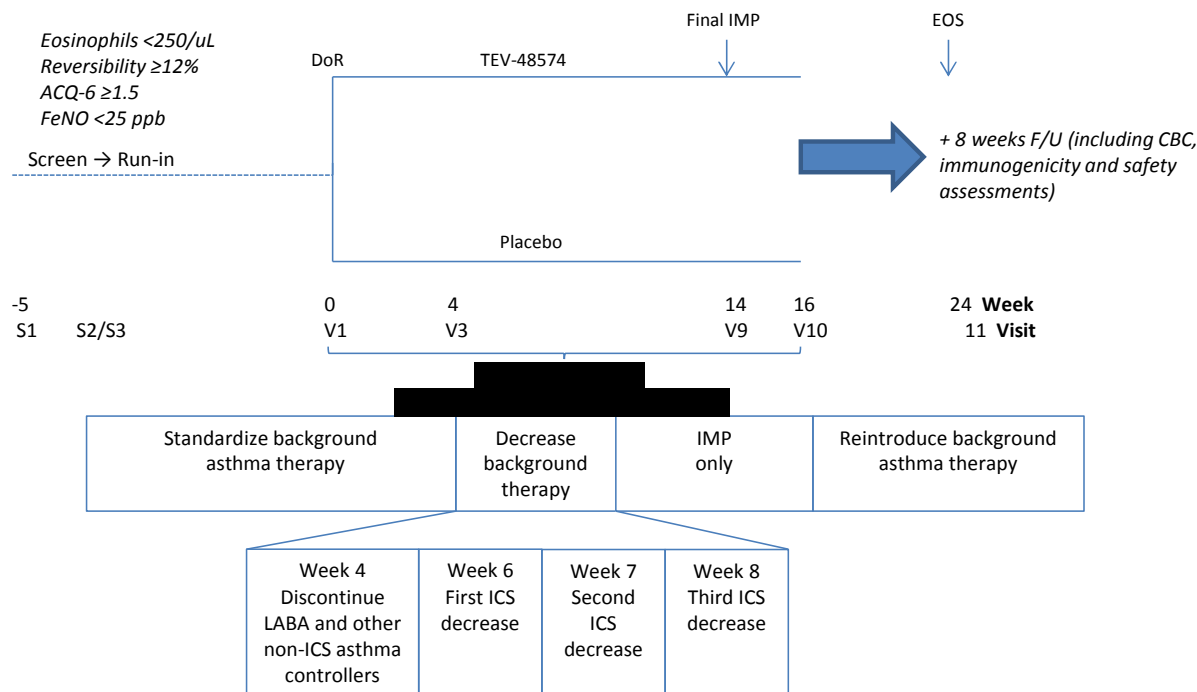 Eosinophils <250/uL
Reversibility ≥12%
ACQ-6 ≥1.5
FeNO <25 ppb
Screen → Run-in
DoR
TEV-48574
Final IMP
EOS
+ 8 weeks F/U (including CBC,
immunogenicity and safety
assessments)
Placebo
-5 0 4 14 16 24 Week
S1 S2/S3 V1 V3 V9 V10 11 Visit
Standardize background
asthma therapy
Decrease
background
therapy
IMP
only
Reintroduce background
asthma therapy
Week 4
Discontinue
LABA and other
non-ICS asthma
controllers
Week 6
First ICS
decrease
Week 7
Second
ICS
decrease
Week 8
Third ICS
decrease